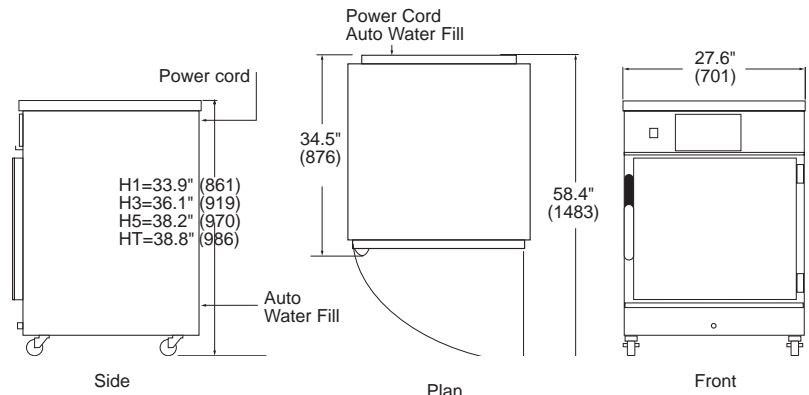 Power Cord
Auto Water Fill
Power cord
27.6"
(701)
34.5"
(876)
H1=33.9" (861)
H3=36.1" (919)
H5=38.2" (970)
HT=38.8" (986)
58.4"
(1483)
Auto
Water Fill
Side
Plan
Front